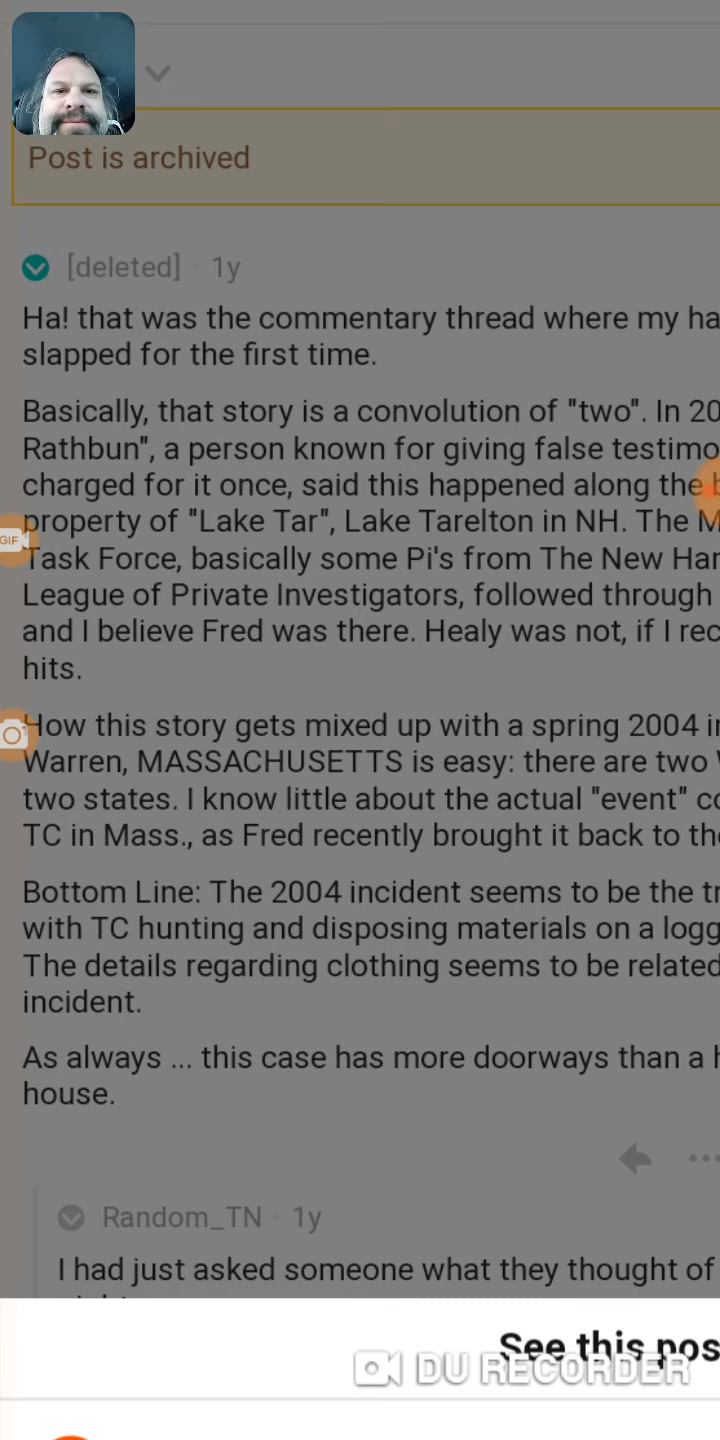 Post is archived
[deleted] · 1y
Ha! that was the commentary thread where my ha
slapped for the first time.
Basically, that story is a convolution of "two". In 20
Rathbun", a person known for giving false testimo
charged for it once, said this happened along the b
property of "Lake Tar", Lake Tarelton in NH. The M
Task Force, basically some Pi's from The New Har
League of Private Investigators, followed through
and I believe Fred was there. Healy was not, if I rec
hits.
How this story gets mixed up with a spring 2004 i
Warren, MASSACHUSETTS is easy: there are two
two states. I know little about the actual "event" co
TC in Mass., as Fred recently brought it back to the
Bottom Line: The 2004 incident seems to be the tr
with TC hunting and disposing materials on a logg
The details regarding clothing seems to be related
incident.
As always ... this case has more doorways than a h
house.
Random_TN · 1y
I had just asked someone what they thought of
See this pos
DU RECORDER
GIF